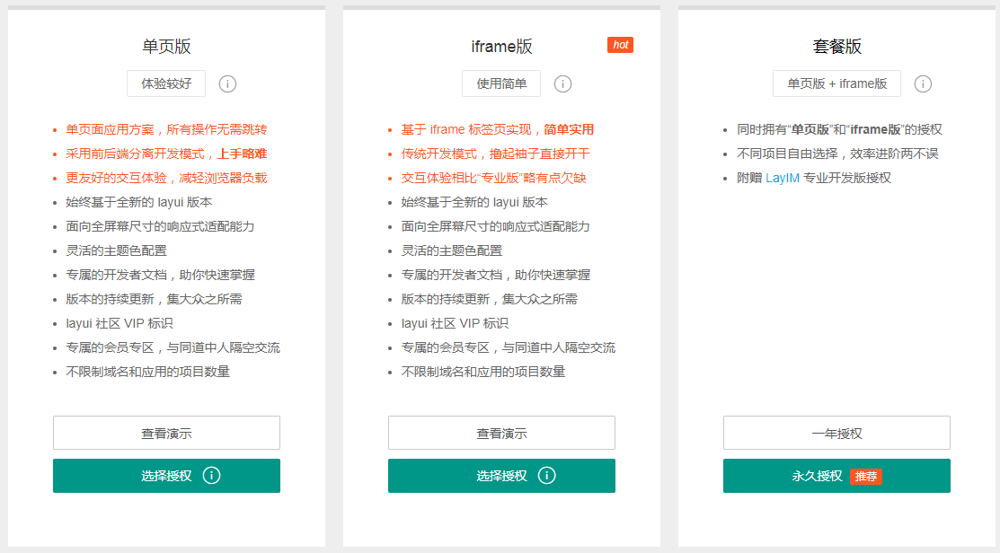 单页版
体验较好
单页面应用方案，所有操作无需跳转
采用前后端分离开发模式，上手略难
更友好的交互体验，减轻浏览器负载
始终基于全新的 layui 版本
面向全屏幕尺寸的响应式适配能力
灵活的主题色配置
专属的开发者文档，助你快速掌握
版本的持续更新，集大众之所需
layui 社区 VIP 标识
专属的会员专区，与同道中人隔空交流
不限制域名和应用的项目数量
查看演示
选择授权
iframe版
hot
使用简单
基于 iframe 标签页实现，简单实用
传统开发模式，撸起袖子直接开干
交互体验相比“专业版”略有点欠缺
始终基于全新的 layui 版本
面向全屏幕尺寸的响应式适配能力
灵活的主题色配置
专属的开发者文档，助你快速掌握
版本的持续更新，集大众之所需
layui 社区 VIP 标识
专属的会员专区，与同道中人隔空交流
不限制域名和应用的项目数量
查看演示
选择授权
套餐版
单页版 + iframe版
同时拥有“单页版”和“iframe版”的授权
不同项目自由选择，效率进阶两不误
附赠 LayIM 专业开发版授权
一年授权
永久授权 推荐